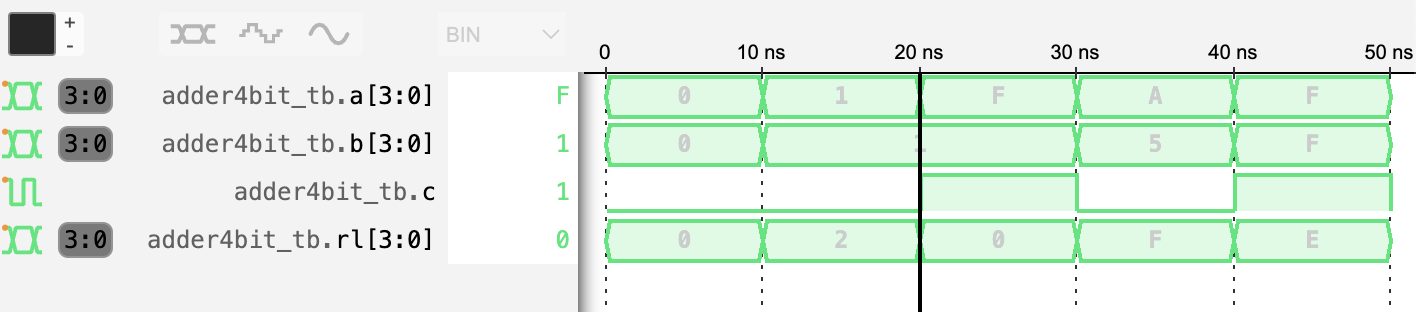 +
-
BIN
0 10 ns 20 ns 30 ns 40 ns 50 ns
3:0 adder4bit_tb.a[3:0] F 0 1 F A F
3:0 adder4bit_tb.b[3:0] 1 0 1 5 F
adder4bit_tb.c 1
3:0 adder4bit_tb.rl[3:0] 0 0 2 0 F E